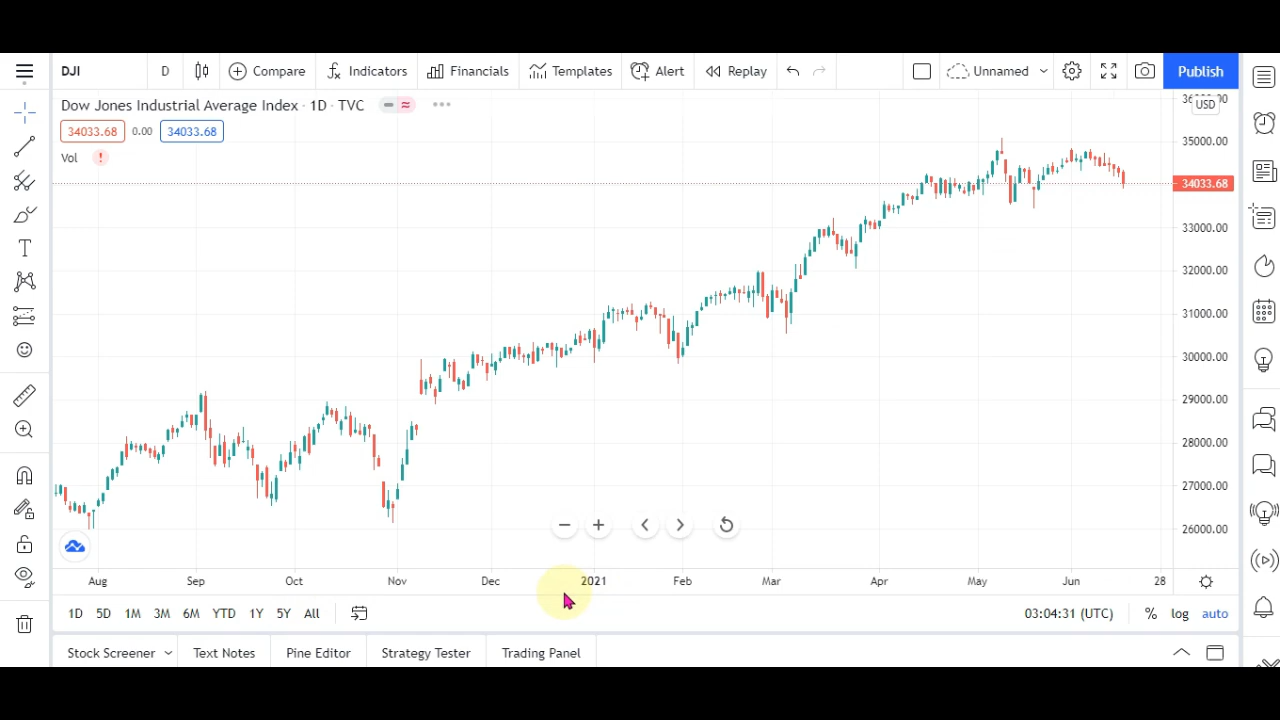 DJI D Compare Indicators Financials Templates Alert Replay Unnamed Publish
Dow Jones Industrial Average Index · 1D · TVC
34033.68 0.00 34033.68
Vol !
USD
35000.00
34033.68
33000.00
32000.00
31000.00
30000.00
29000.00
28000.00
27000.00
26000.00
Aug Sep Oct Nov Dec 2021 Feb Mar Apr May Jun 28
1D 5D 1M 3M 6M YTD 1Y 5Y All 03:04:31 (UTC) % log auto
Stock Screener Text Notes Pine Editor Strategy Tester Trading Panel